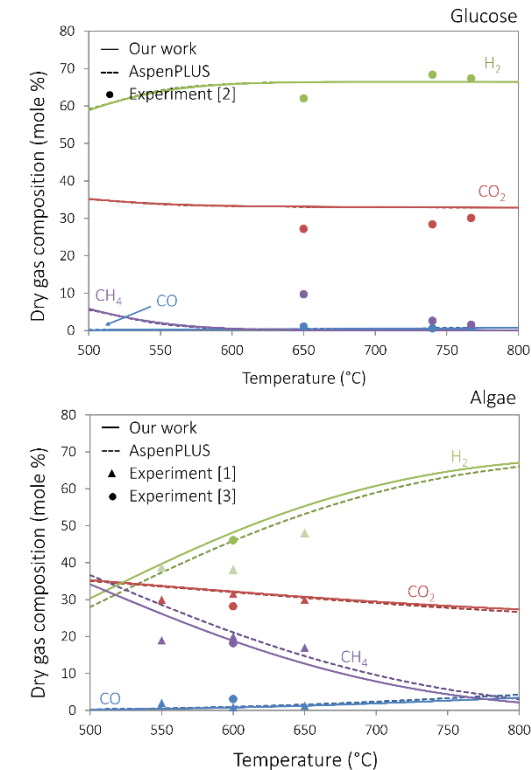 Glucose
80
70
60
50
40
30
20
10
0
Our work
AspenPLUS
Experiment [2]
H2
CO2
CH4
CO
500 550 600 650 700 750 800
Temperature (°C)
Dry gas composition (mole %)
Algae
80
70
60
50
40
30
20
10
0
Our work
AspenPLUS
Experiment [1]
Experiment [3]
H2
CO2
CH4
CO
500 550 600 650 700 750 800
Temperature (°C)
Dry gas composition (mole %)